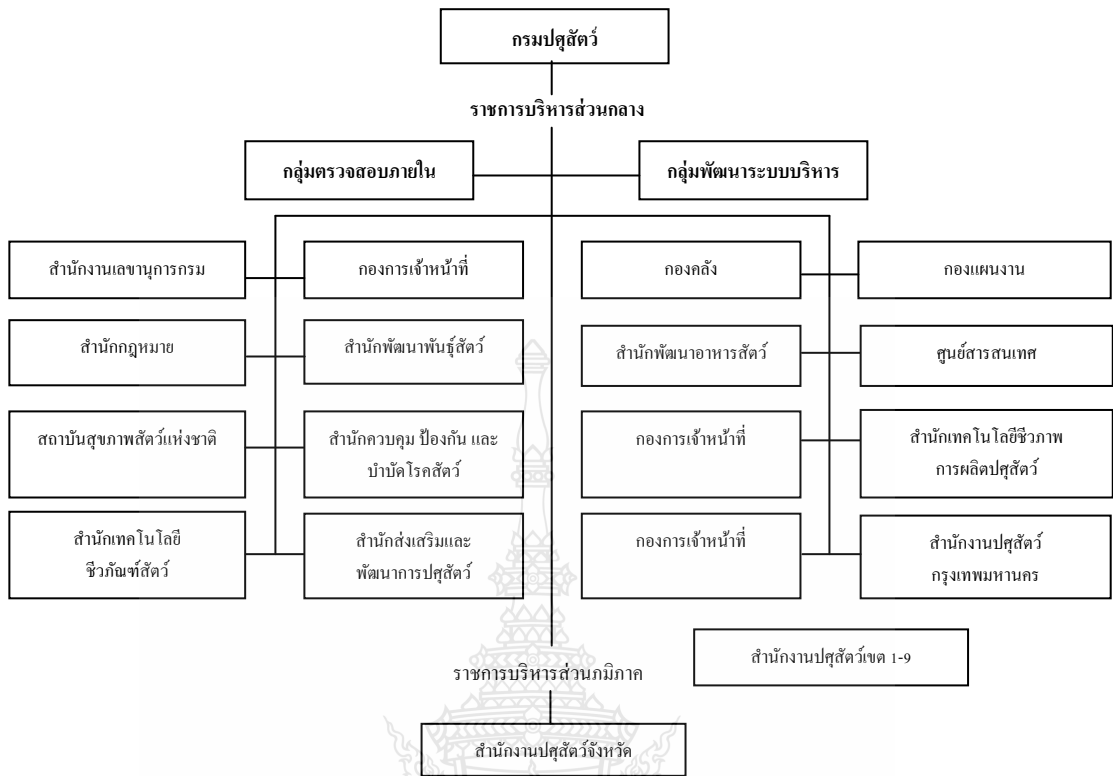 กรมปศุสัตว์
ราชการบริหารส่วนกลาง
กลุ่มตรวจสอบภายใน
กลุ่มพัฒนาระบบบริหาร
สำนักงานเลขานุการกรม
กองการเจ้าหน้าที่
กองคลัง
กองแผนงาน
สำนักกฎหมาย
สำนักพัฒนาพันธุ์สัตว์
สำนักพัฒนาอาหารสัตว์
ศูนย์สารสนเทศ
สถาบันสุขภาพสัตว์แห่งชาติ
สำนักควบคุม ป้องกัน และ
บำบัดโรคสัตว์
กองการเจ้าหน้าที่
สำนักเทคโนโลยีชีวภาพ
การผลิตปศุสัตว์
สำนักเทคโนโลยี
ชีวภัณฑ์สัตว์
สำนักส่งเสริมและ
พัฒนาการปศุสัตว์
กองการเจ้าหน้าที่
สำนักงานปศุสัตว์
กรุงเทพมหานคร
สำนักงานปศุสัตว์เขต 1-9
ราชการบริหารส่วนภมิภาค
สำนักงานปศุสัตว์จังหวัด